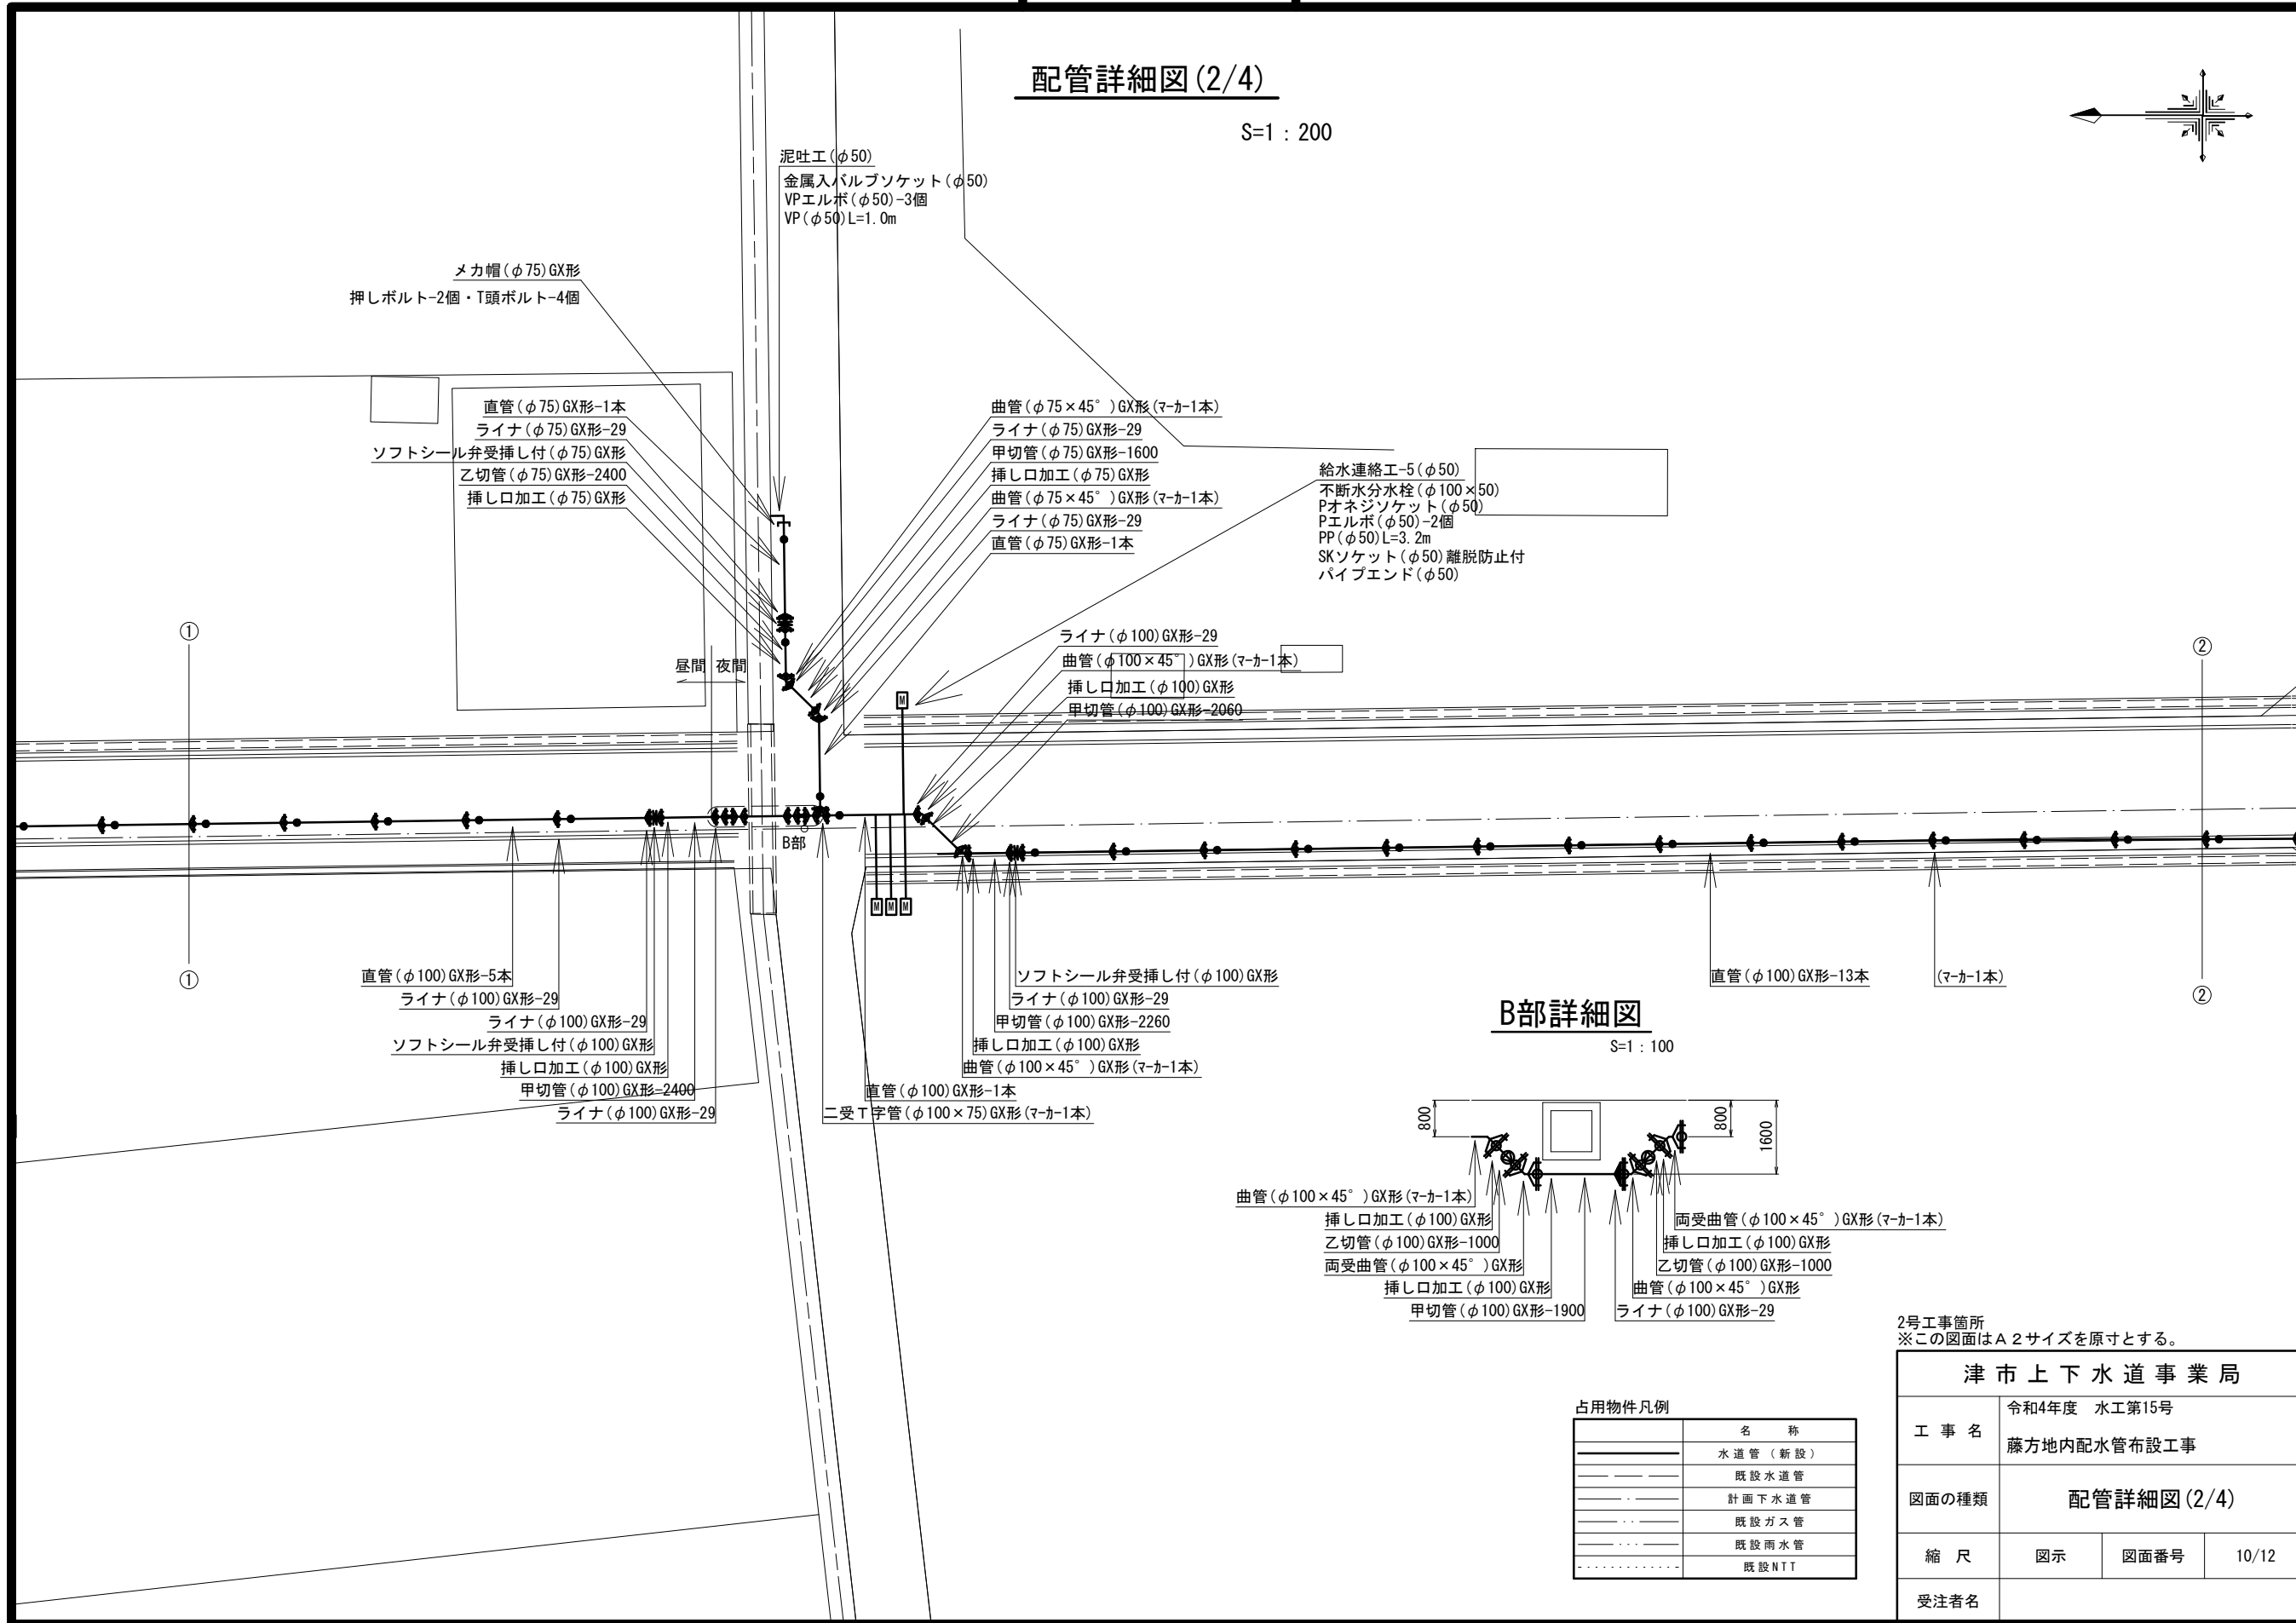 配管詳細図(2/4)
S=1：200
泥吐工(φ50)
金属入バルブソケット(φ50)
VPエルボ(φ50)-3個
VP(φ50)L=1.0m
メカ帽(φ75)GX形
押しボルト-2個・T頭ボルト-4個
直管(φ75)GX形-1本
ライナ(φ75)GX形-29
ソフトシール弁受挿し付(φ75)GX形
乙切管(φ75)GX形-2400
挿し口加工(φ75)GX形
曲管(φ75×45°)GX形(マーカー1本)
ライナ(φ75)GX形-29
甲切管(φ75)GX形-1600
挿し口加工(φ75)GX形
曲管(φ75×45°)GX形(マーカー1本)
ライナ(φ75)GX形-29
直管(φ75)GX形-1本
給水連絡工-5(φ50)
不断水分水栓(φ100×50)
Pオネジソケット(φ50)
Pエルボ(φ50)-2個
PP(φ50)L=3.2m
SKソケット(φ50)離脱防止付
パイプエンド(φ50)
ライナ(φ100)GX形-29
曲管(φ100×45°)GX形(マーカー1本)
挿し口加工(φ100)GX形
甲切管(φ100)GX形-2060
①
②
昼間 夜間
M
B部
M M M
①
②
直管(φ100)GX形-5本
ライナ(φ100)GX形-29
ライナ(φ100)GX形-29
ソフトシール弁受挿し付(φ100)GX形
挿し口加工(φ100)GX形
甲切管(φ100)GX形-2400
ライナ(φ100)GX形-29
ソフトシール弁受挿し付(φ100)GX形
ライナ(φ100)GX形-29
甲切管(φ100)GX形-2260
挿し口加工(φ100)GX形
曲管(φ100×45°)GX形(マーカー1本)
直管(φ100)GX形-1本
二受T字管(φ100×75)GX形(マーカー1本)
直管(φ100)GX形-13本
(マーカー1本)
B部詳細図
S=1：100
800
800
1600
曲管(φ100×45°)GX形(マーカー1本)
挿し口加工(φ100)GX形
乙切管(φ100)GX形-1000
両受曲管(φ100×45°)GX形
挿し口加工(φ100)GX形
甲切管(φ100)GX形-1900
両受曲管(φ100×45°)GX形(マーカー1本)
挿し口加工(φ100)GX形
乙切管(φ100)GX形-1000
曲管(φ100×45°)GX形
ライナ(φ100)GX形-29
占用物件凡例
名 称
水道管（新設）
既設水道管
計画下水道管
既設ガス管
既設雨水管
既設NTT
2号工事箇所
※この図面はA2サイズを原寸とする。
津市上下水道事業局
工事名
令和4年度 水工第15号
藤方地内配水管布設工事
図面の種類 配管詳細図(2/4)
縮尺 図示 図面番号 10/12
受注者名